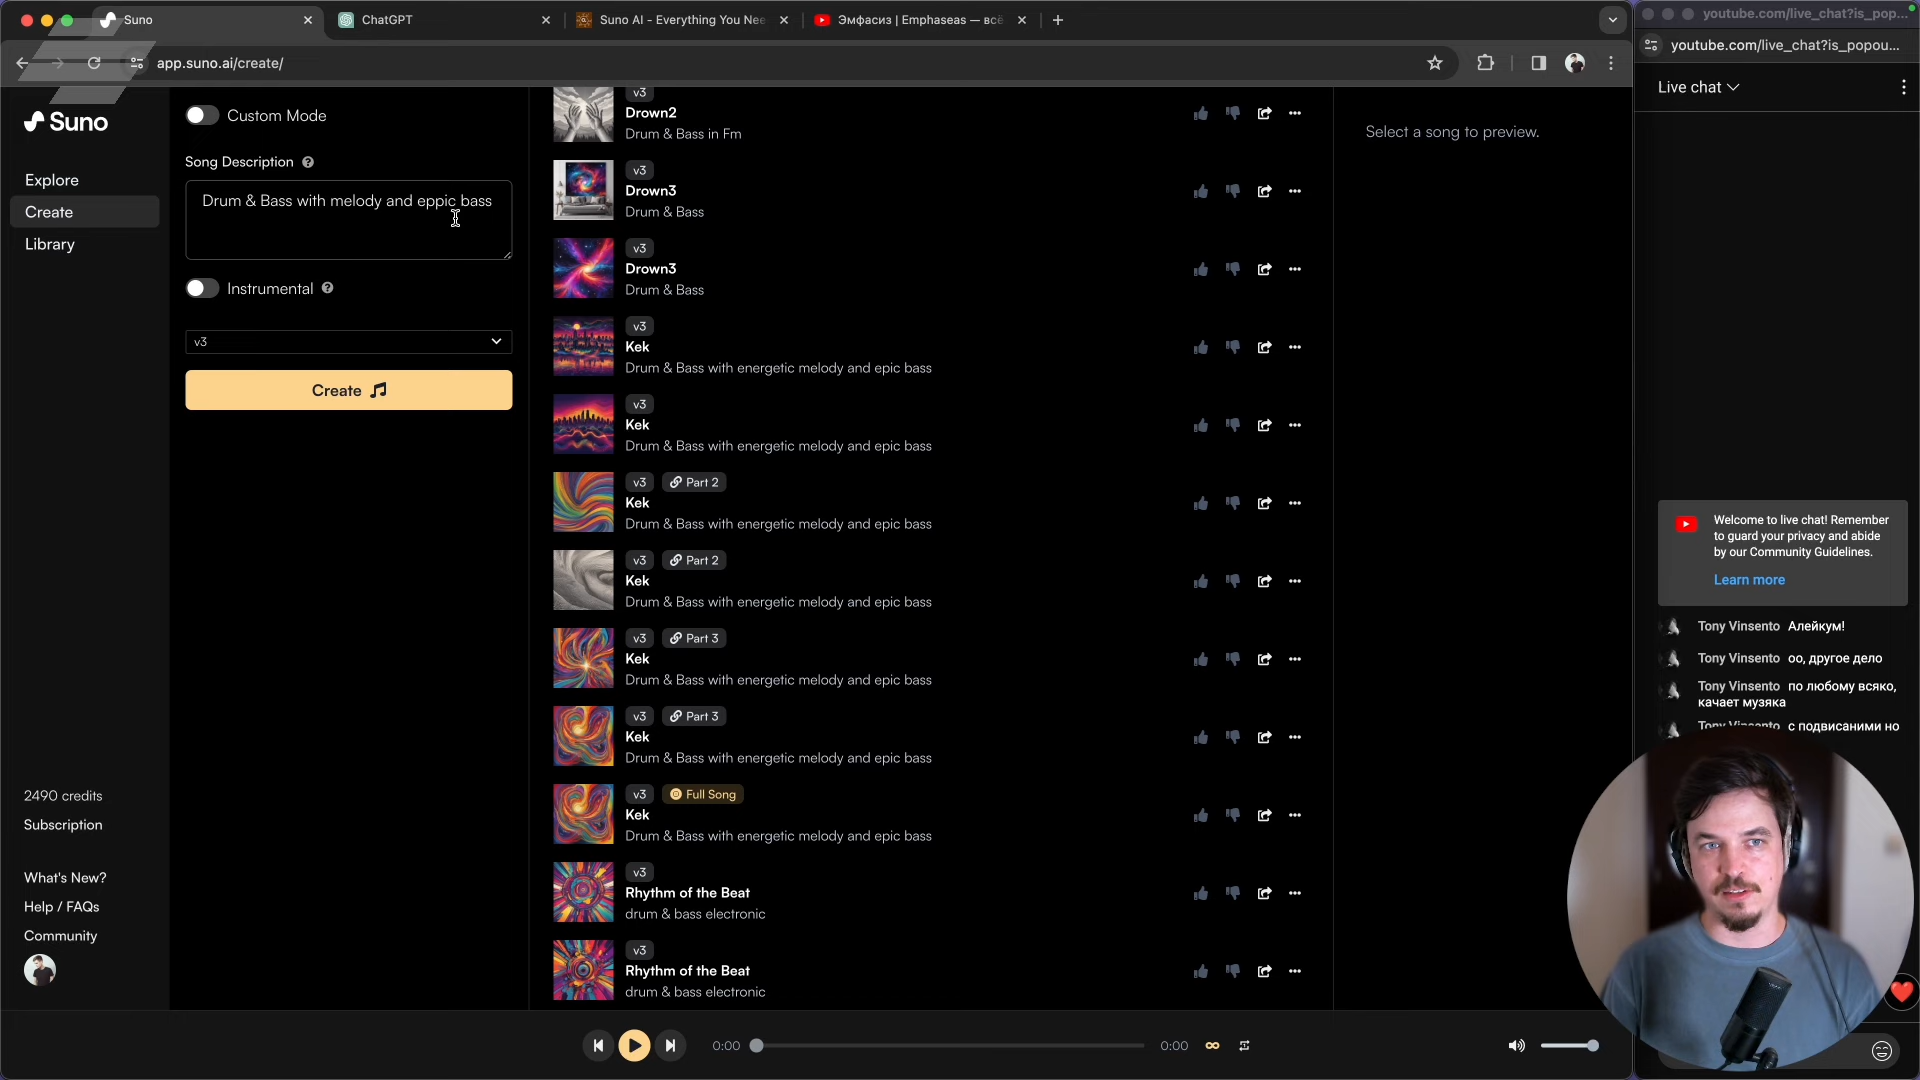 Suno
ChatGPT
Suno AI - Everything You Nee
Эмфасиз | Emphaseas — всё
youtube.com/live_chat?is_pop...
app.suno.ai/create/
youtube.com/live_chat?is_popou...
Suno
Explore
Create
Library
2490 credits
Subscription
What's New?
Help / FAQs
Community
Custom Mode
Song Description
Drum & Bass with melody and eppic bass
Instrumental
v3
Create
v3
Drown2
Drum & Bass in Fm
v3
Drown3
Drum & Bass
v3
Drown3
Drum & Bass
v3
Kek
Drum & Bass with energetic melody and epic bass
v3
Kek
Drum & Bass with energetic melody and epic bass
v3 Part 2
Kek
Drum & Bass with energetic melody and epic bass
v3 Part 2
Kek
Drum & Bass with energetic melody and epic bass
v3 Part 3
Kek
Drum & Bass with energetic melody and epic bass
v3 Part 3
Kek
Drum & Bass with energetic melody and epic bass
v3 Full Song
Kek
Drum & Bass with energetic melody and epic bass
v3
Rhythm of the Beat
drum & bass electronic
v3
Rhythm of the Beat
drum & bass electronic
Select a song to preview.
0:00
0:00
Live chat
Welcome to live chat! Remember
to guard your privacy and abide
by our Community Guidelines.
Learn more
Tony Vinsento Алейкум!
Tony Vinsento оо, другое дело
Tony Vinsento по любому всяко,
качает музяка
Tony Vinsento с подвисаними но